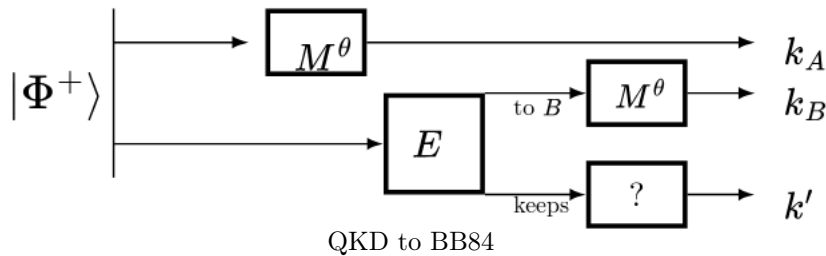 M^θ
k_A
|Φ^+⟩
to B
M^θ
k_B
E
keeps
?
k'
QKD to BB84